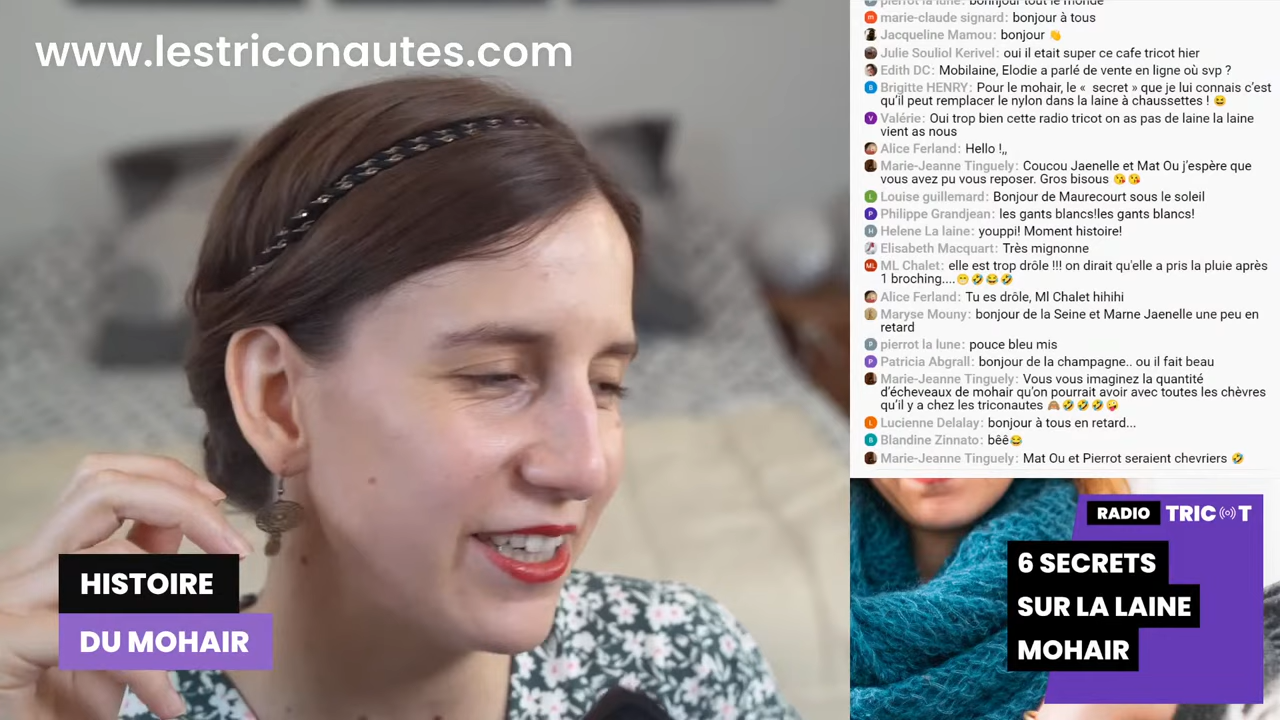 www.lestriconautes.com
HISTOIRE
DU MOHAIR
pierrot la lune: bonnjour tout le monde
marie-claude signard: bonjour à tous
Jacqueline Mamou: bonjour 👋
Julie Souliol Kerivel: oui il etait super ce cafe tricot hier
Edith DC: Mobilaine, Elodie a parlé de vente en ligne où svp ?
Brigitte HENRY: Pour le mohair, le « secret » que je lui connais c'est
qu'il peut remplacer le nylon dans la laine à chaussettes ! 😆
Valérie: Oui trop bien cette radio tricot on as pas de laine la laine
vient as nous
Alice Ferland: Hello !,,
Marie-Jeanne Tinguely: Coucou Jaenelle et Mat Ou j'espère que
vous avez pu vous reposer. Gros bisous 😘😘
Louise guillemard: Bonjour de Maurecourt sous le soleil
Philippe Grandjean: les gants blancs!les gants blancs!
Helene La laine: youppi! Moment histoire!
Elisabeth Macquart: Très mignonne
ML Chalet: elle est trop drôle !!! on dirait qu'elle a pris la pluie après
1 broching....😁🤣😂🤣
Alice Ferland: Tu es drôle, Ml Chalet hihihi
Maryse Mouny: bonjour de la Seine et Marne Jaenelle une peu en
retard
pierrot la lune: pouce bleu mis
Patricia Abgrall: bonjour de la champagne.. ou il fait beau
Marie-Jeanne Tinguely: Vous vous imaginez la quantité
d'écheveaux de mohair qu'on pourrait avoir avec toutes les chèvres
qu'il y a chez les triconautes 🙈🤣🤣🤣🤪
Lucienne Delalay: bonjour à tous en retard...
Blandine Zinnato: bêê😂
Marie-Jeanne Tinguely: Mat Ou et Pierrot seraient chevriers 🤣
RADIO TRICOT
6 SECRETS
SUR LA LAINE
MOHAIR